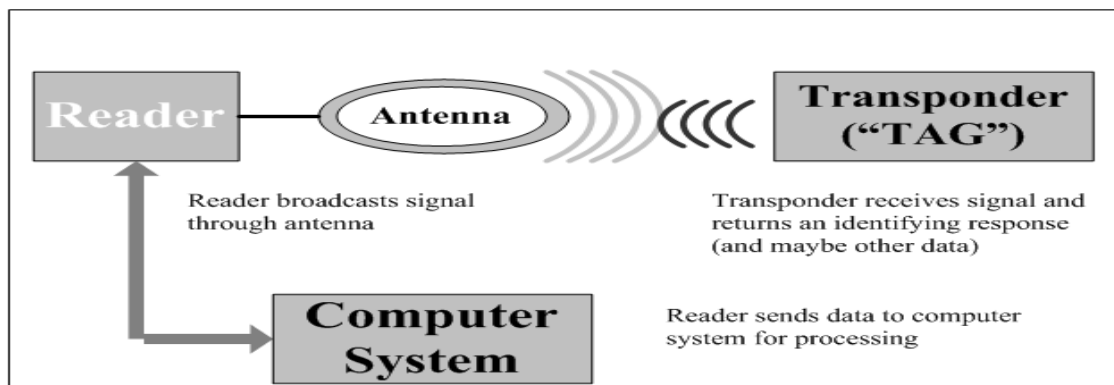 Reader
Antenna
Transponder
(“TAG”)
Reader broadcasts signal
through antenna
Transponder receives signal and
returns an identifying response
(and maybe other data)
Computer
System
Reader sends data to computer
system for processing